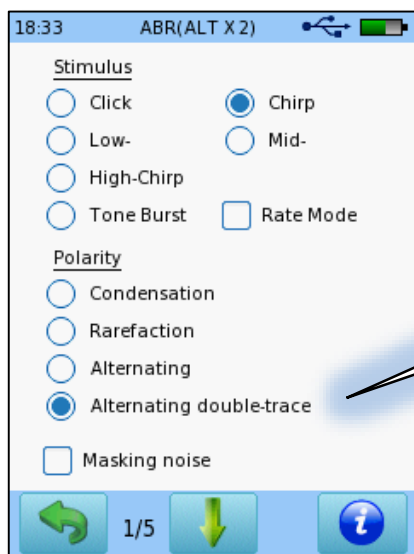 18:33 ABR(ALT X 2)
Stimulus
Click Chirp
Low- Mid-
High-Chirp
Tone Burst Rate Mode
Polarity
Condensation
Rarefaction
Alternating
Alternating double-trace
Masking noise
1/5 i